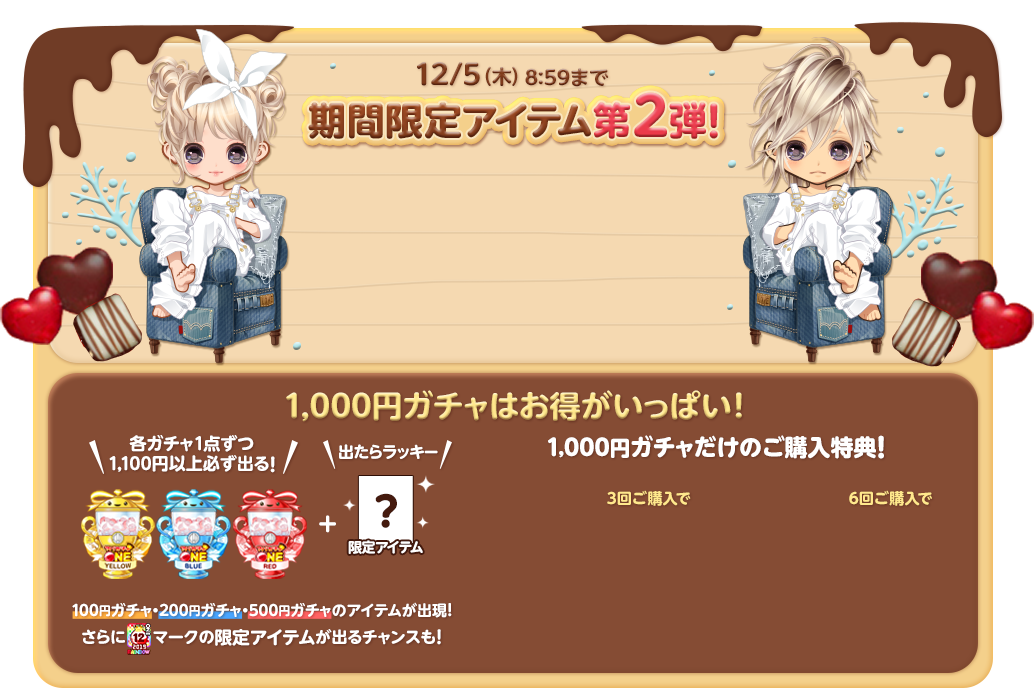 12/5(木) 8:59まで
期間限定アイテム第2弾!
1,000円ガチャはお得がいっぱい!
各ガチャ1点ずつ
1,100円以上必ず出る!
出たらラッキー
1,000円ガチャだけのご購入特典!
3回ご購入で
6回ご購入で
ONE
YELLOW
ONE
BLUE
ONE
RED
+
?
限定アイテム
100円ガチャ・200円ガチャ・500円ガチャのアイテムが出現!
さらに 12 2019 マークの限定アイテムが出るチャンスも!